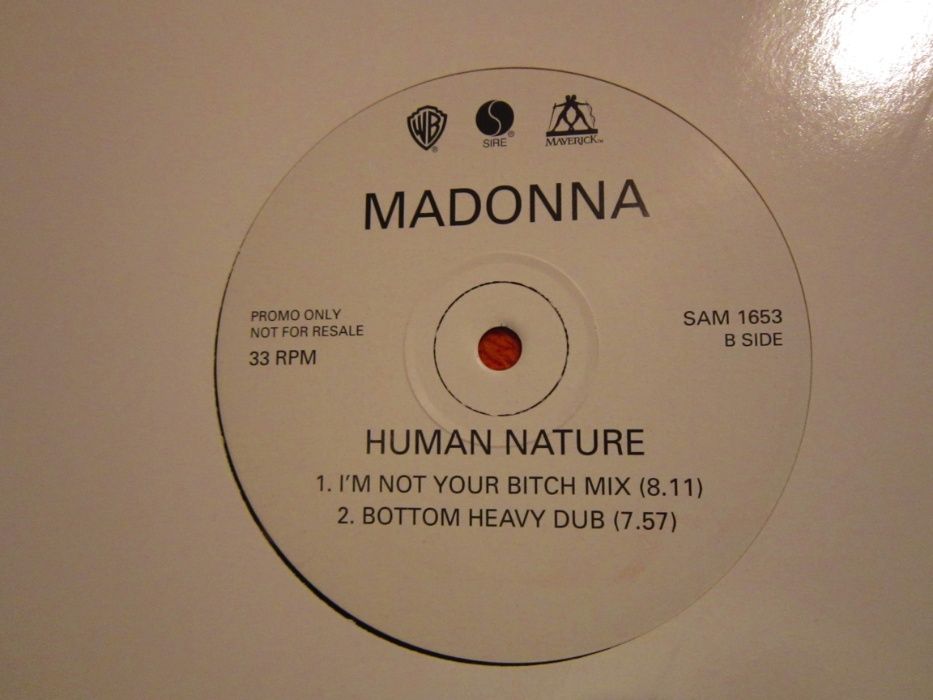 WB
SIRE
MAVERICK
MADONNA
PROMO ONLY
NOT FOR RESALE
33 RPM
SAM 1653
B SIDE
HUMAN NATURE
1. I'M NOT YOUR BITCH MIX (8.11)
2. BOTTOM HEAVY DUB (7.57)